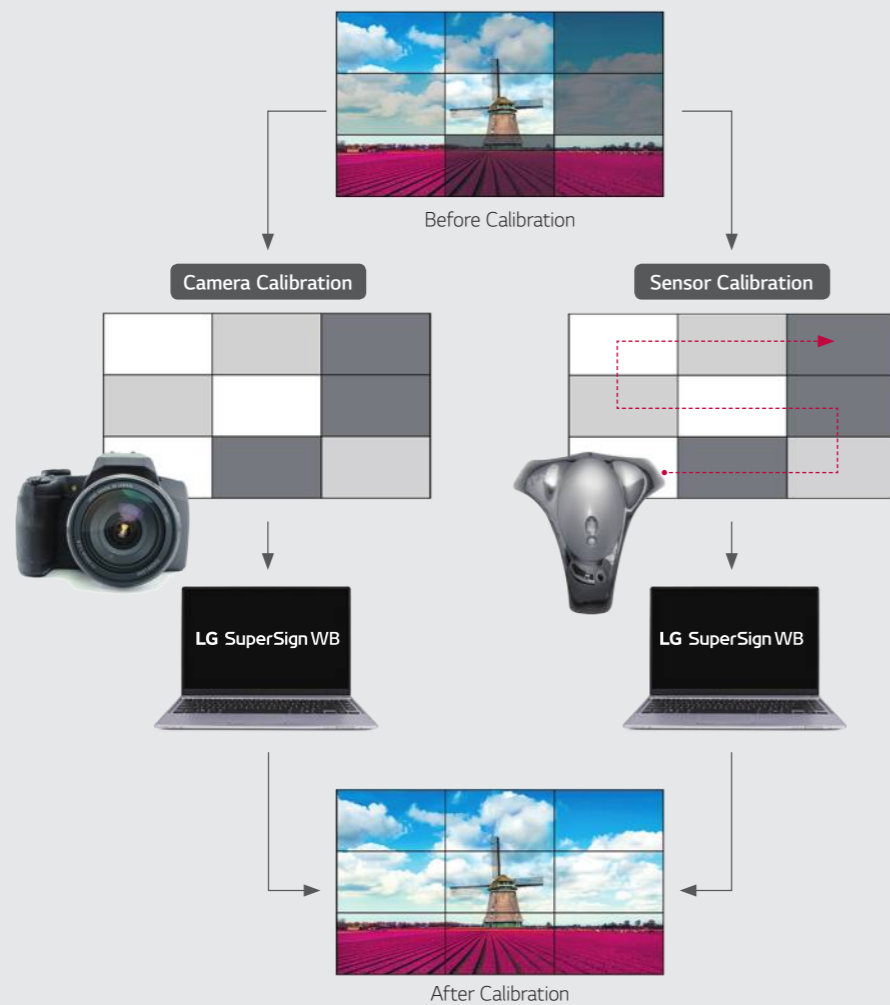 Before Calibration
Camera Calibration
Sensor Calibration
LG SuperSign WB
LG SuperSign WB
After Calibration